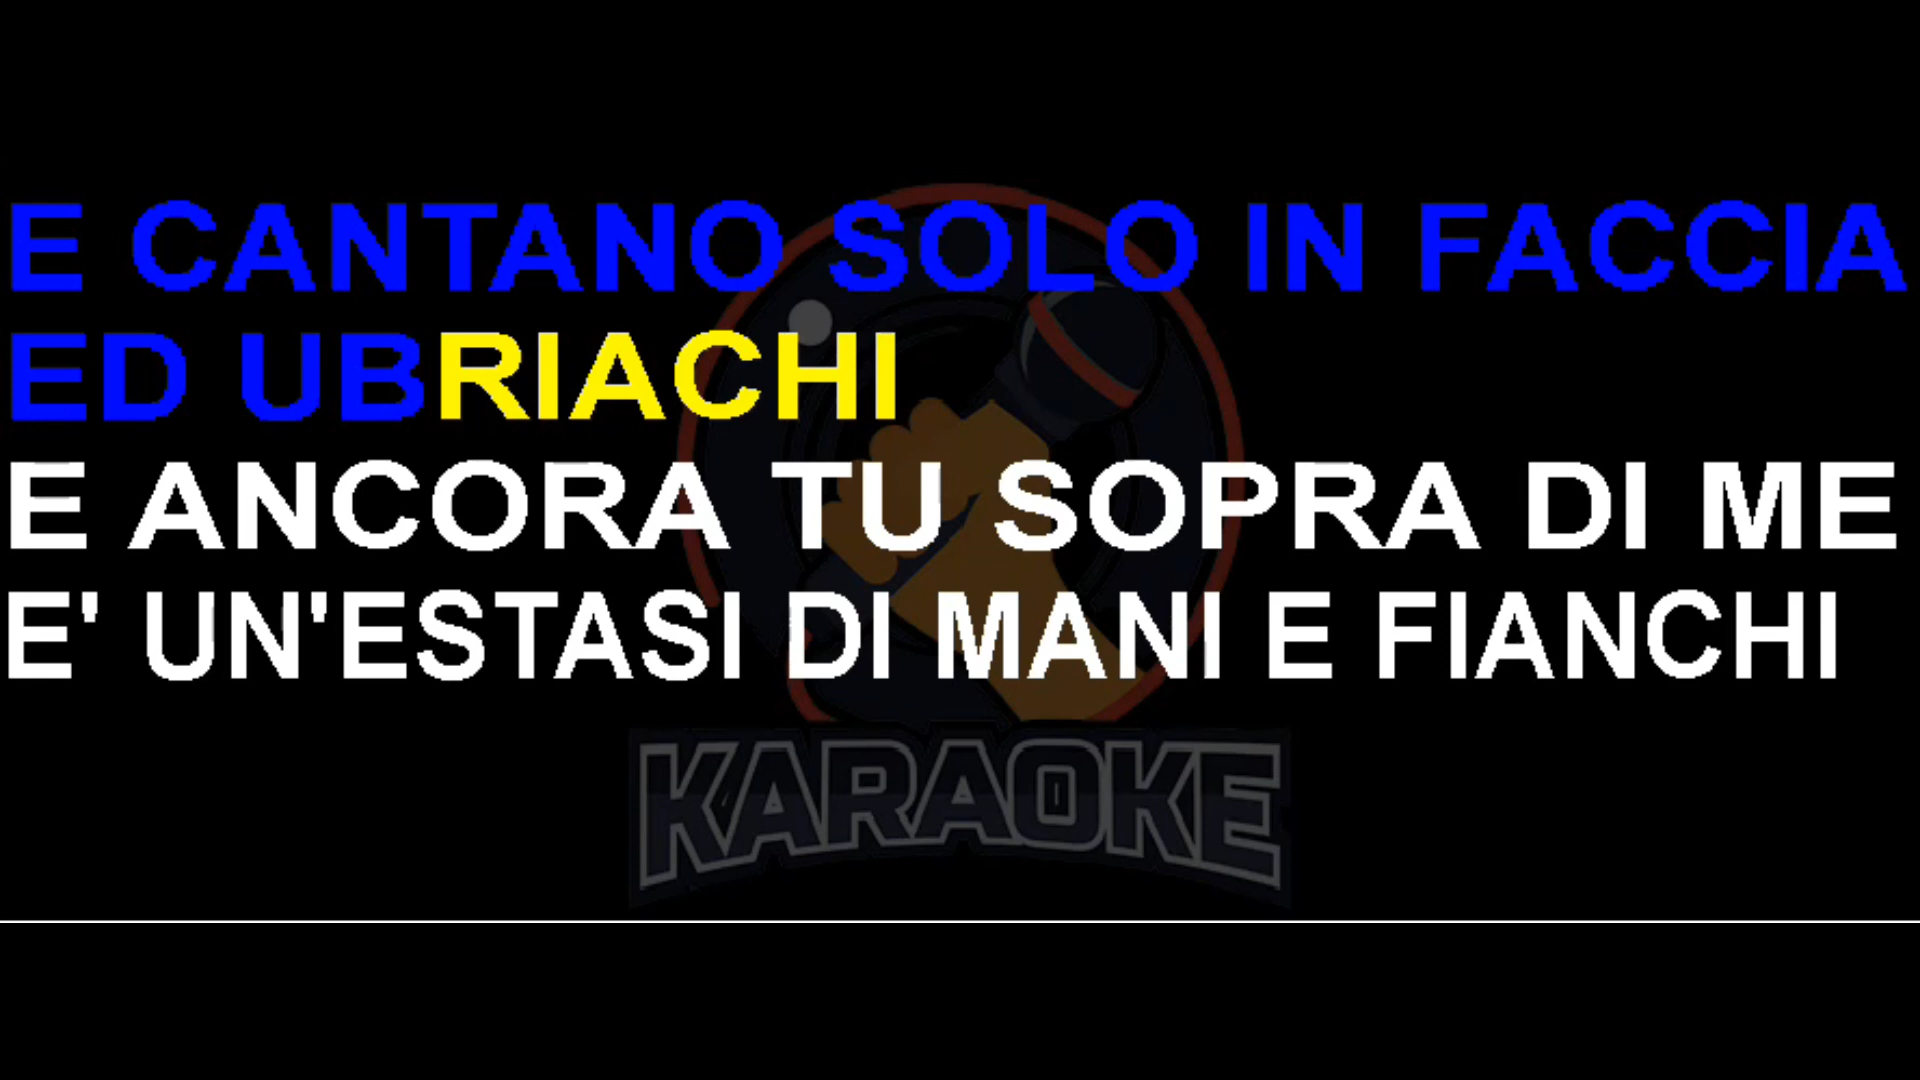 E CANTANO SOLO IN FACCIA
ED UBRIACHI
E ANCORA TU SOPRA DI ME
E' UN'ESTASI DI MANI E FIANCHI
KARAOKE